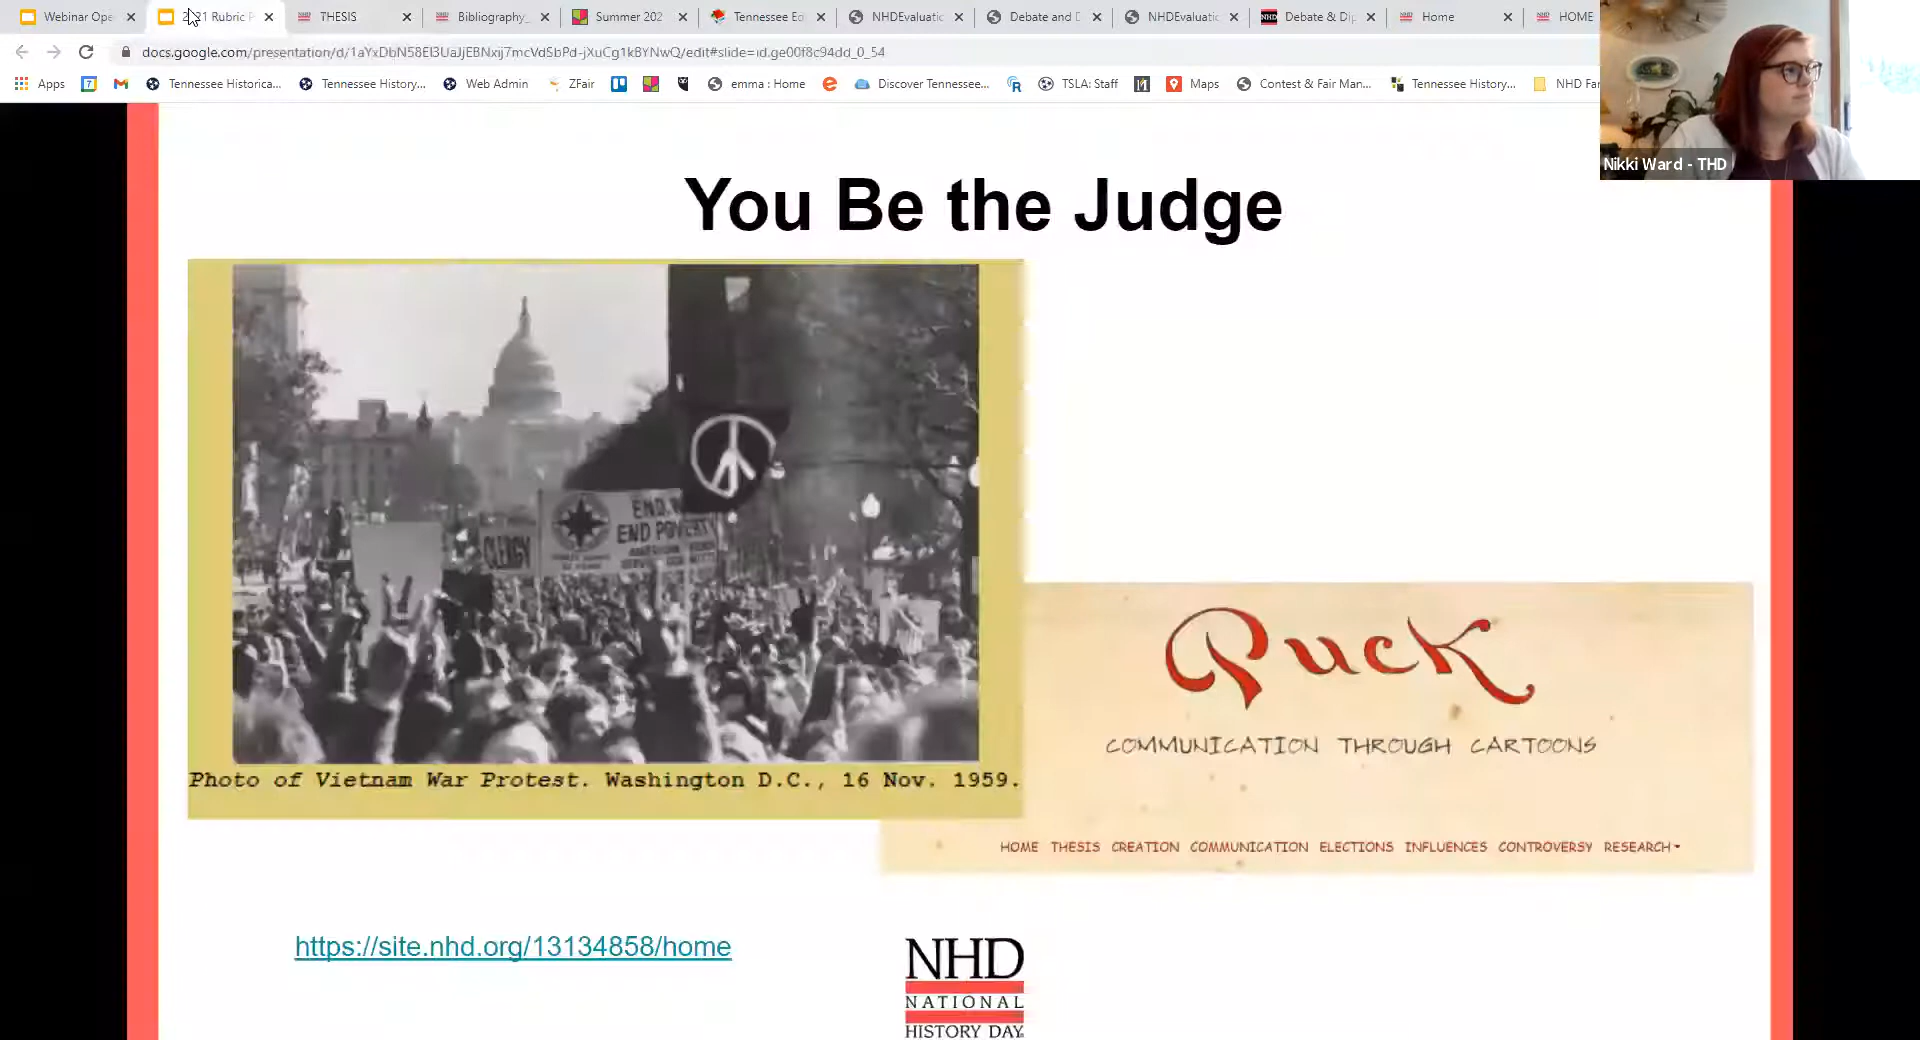 Webinar Ope
2021 Rubric P
THESIS
Bibliography_
Summer 202
Tennessee Ed
NHDEvaluatic
Debate and D
NHDEvaluatic
Debate & Dip
Home
HOME
docs.google.com/presentation/d/1aYxDbN58El3UaJjEBNxij7mcVdSbPd-jXuCg1kBYNwQ/edit#slide=id.ge00f8c94dd_0_54
Apps
Tennessee Historica...
Tennessee History...
Web Admin
ZFair
emma : Home
Discover Tennessee...
TSLA: Staff
Maps
Contest & Fair Man...
Tennessee History...
NHD Fa
Nikki Ward - THD
You Be the Judge
END
END POVERTY
CLERGY
Photo of Vietnam War Protest. Washington D.C., 16 Nov. 1959.
Puck
COMMUNICATION THROUGH CARTOONS
HOME THESIS CREATION COMMUNICATION ELECTIONS INFLUENCES CONTROVERSY RESEARCH
https://site.nhd.org/13134858/home
NHD
NATIONAL
HISTORY DAY